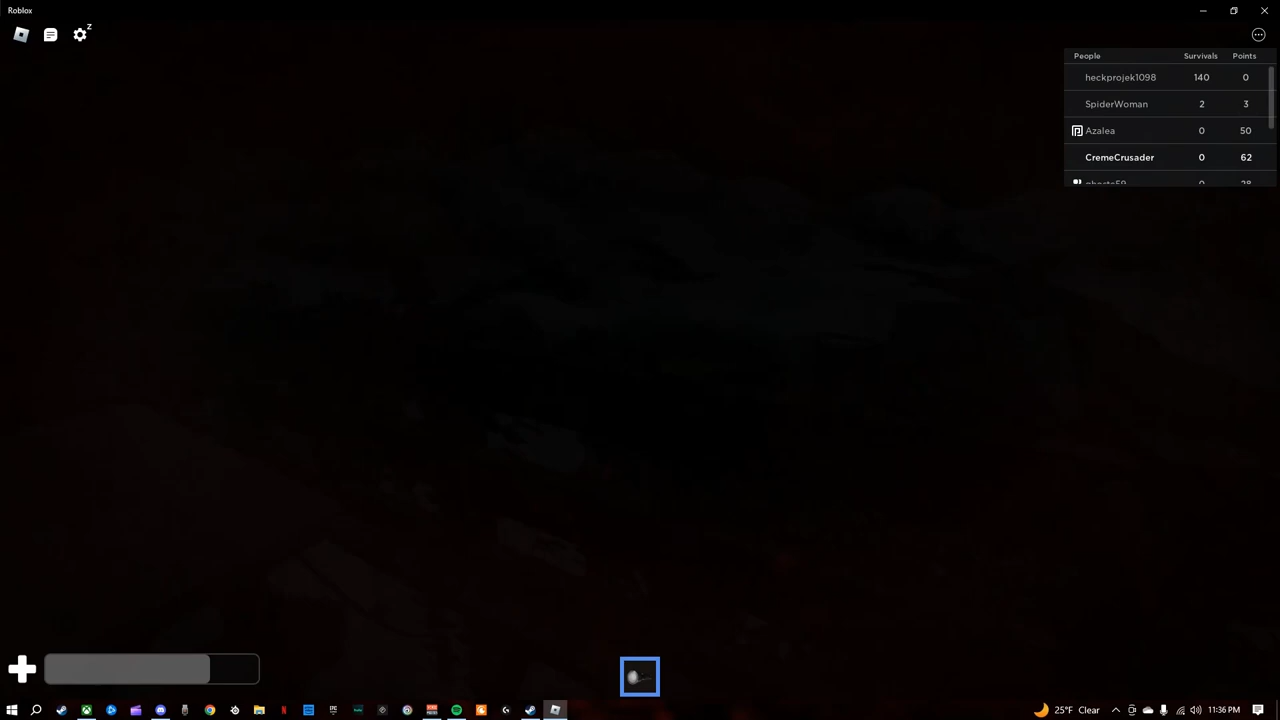 Roblox
z
People Survivals Points
heckprojek1098 140 0
SpiderWoman 2 3
Azalea 0 50
CremeCrusader 0 62
25°F Clear 11:36 PM